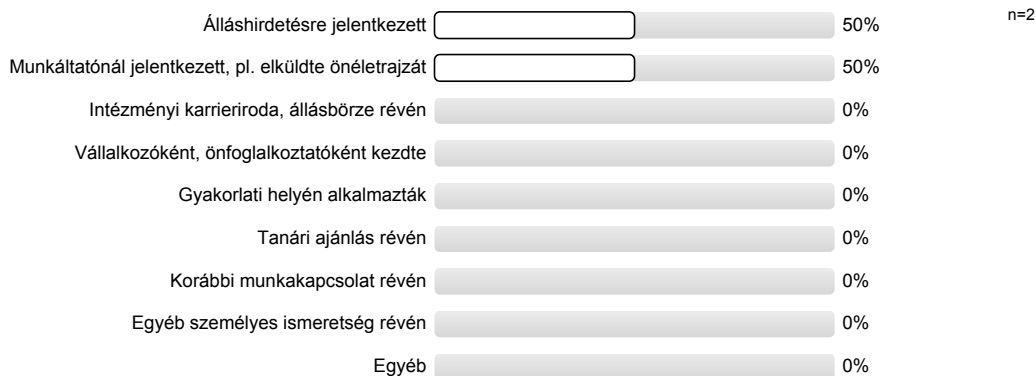 Álláshirdetésre jelentkezett 50% n=2
Munkáltatónál jelentkezett, pl. elküldte önéletrajzát 50%
Intézményi karrieriroda, állásbörze révén 0%
Vállalkozóként, önfoglalkoztatóként kezdte 0%
Gyakorlati helyén alkalmazták 0%
Tanári ajánlás révén 0%
Korábbi munkakapcsolat révén 0%
Egyéb személyes ismeretség révén 0%
Egyéb 0%